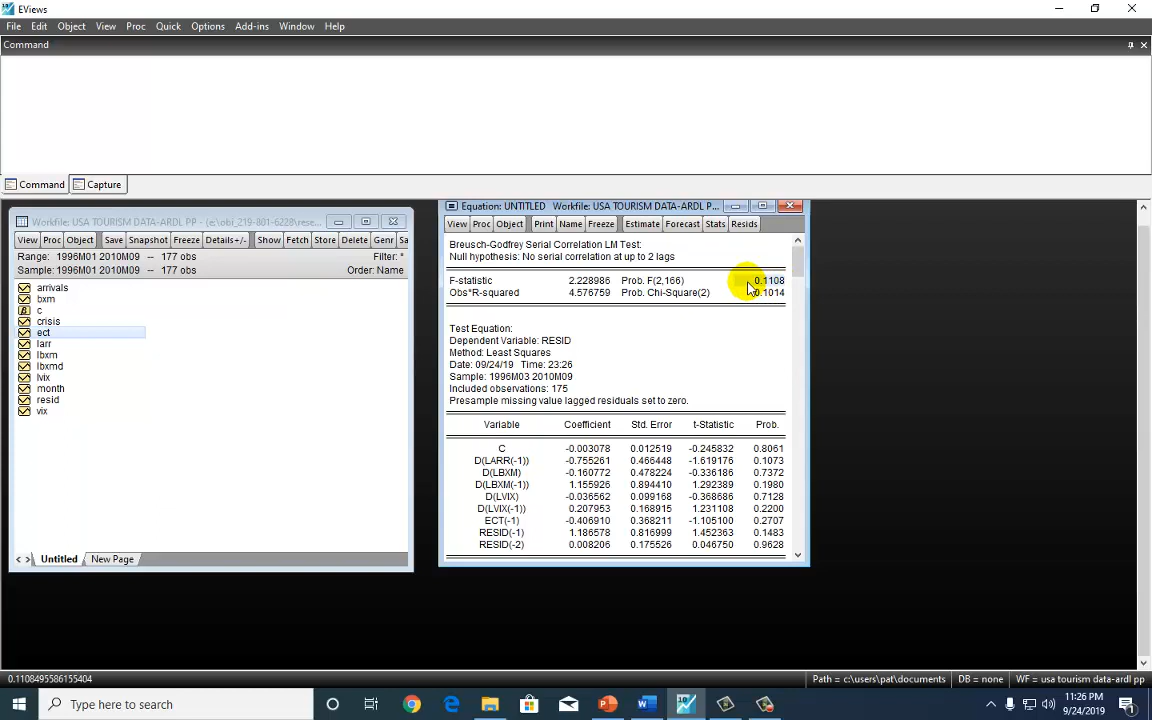 EViews
File Edit Object View Proc Quick Options Add-ins Window Help
Command
Command Capture
Workfile: USA TOURISM DATA-ARDL PP - (e:\obj_219-801-6228\rese...
View Proc Object Save Snapshot Freeze Details+/- Show Fetch Store Delete Genr Sa
Range: 1996M01 2010M09 -- 177 obs Filter: *
Sample: 1996M01 2010M09 -- 177 obs Order: Name
arrivals
bxm
c
crisis
ect
larr
lbxm
lbxmd
lvix
month
resid
vix
Untitled New Page
Equation: UNTITLED Workfile: USA TOURISM DATA-ARDL P...
View Proc Object Print Name Freeze Estimate Forecast Stats Resids
Breusch-Godfrey Serial Correlation LM Test:
Null hypothesis: No serial correlation at up to 2 lags
F-statistic 2.228986 Prob. F(2,166) 0.1108
Obs*R-squared 4.576759 Prob. Chi-Square(2) 0.1014
Test Equation:
Dependent Variable: RESID
Method: Least Squares
Date: 09/24/19 Time: 23:26
Sample: 1996M03 2010M09
Included observations: 175
Presample missing value lagged residuals set to zero.
Variable Coefficient Std. Error t-Statistic Prob.
C -0.003078 0.012519 -0.245832 0.8061
D(LARR(-1)) -0.755261 0.466448 -1.619176 0.1073
D(LBXM) -0.160772 0.478224 -0.336186 0.7372
D(LBXM(-1)) 1.155926 0.894410 1.292389 0.1980
D(LVIX) -0.036562 0.099168 -0.368686 0.7128
D(LVIX(-1)) 0.207953 0.168915 1.231108 0.2200
ECT(-1) -0.406910 0.368211 -1.105100 0.2707
RESID(-1) 1.186578 0.816999 1.452363 0.1483
RESID(-2) 0.008206 0.175526 0.046750 0.9628
0.1108495586155404 Path = c:\users\pat\documents DB = none WF = usa tourism data-ardl pp
Type here to search
11:26 PM
9/24/2019